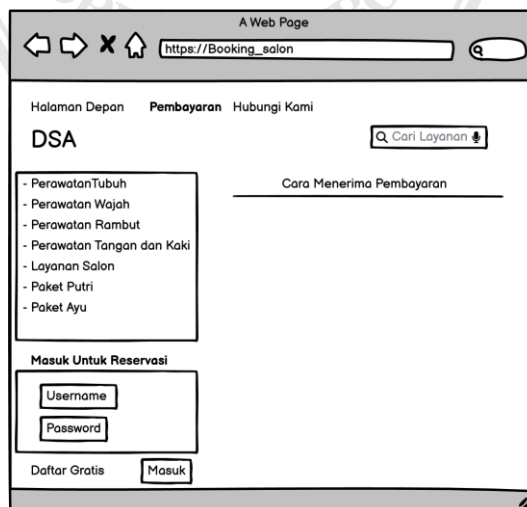 A Web Page
https://Booking_salon
Halaman Depan Pembayaran Hubungi Kami
DSA
Cari Layanan
- PerawatanTubuh
- Perawatan Wajah
- Perawatan Rambut
- Perawatan Tangan dan Kaki
- Layanan Salon
- Paket Putri
- Paket Ayu
Cara Menerima Pembayaran
Masuk Untuk Reservasi
Username
Password
Daftar Gratis Masuk